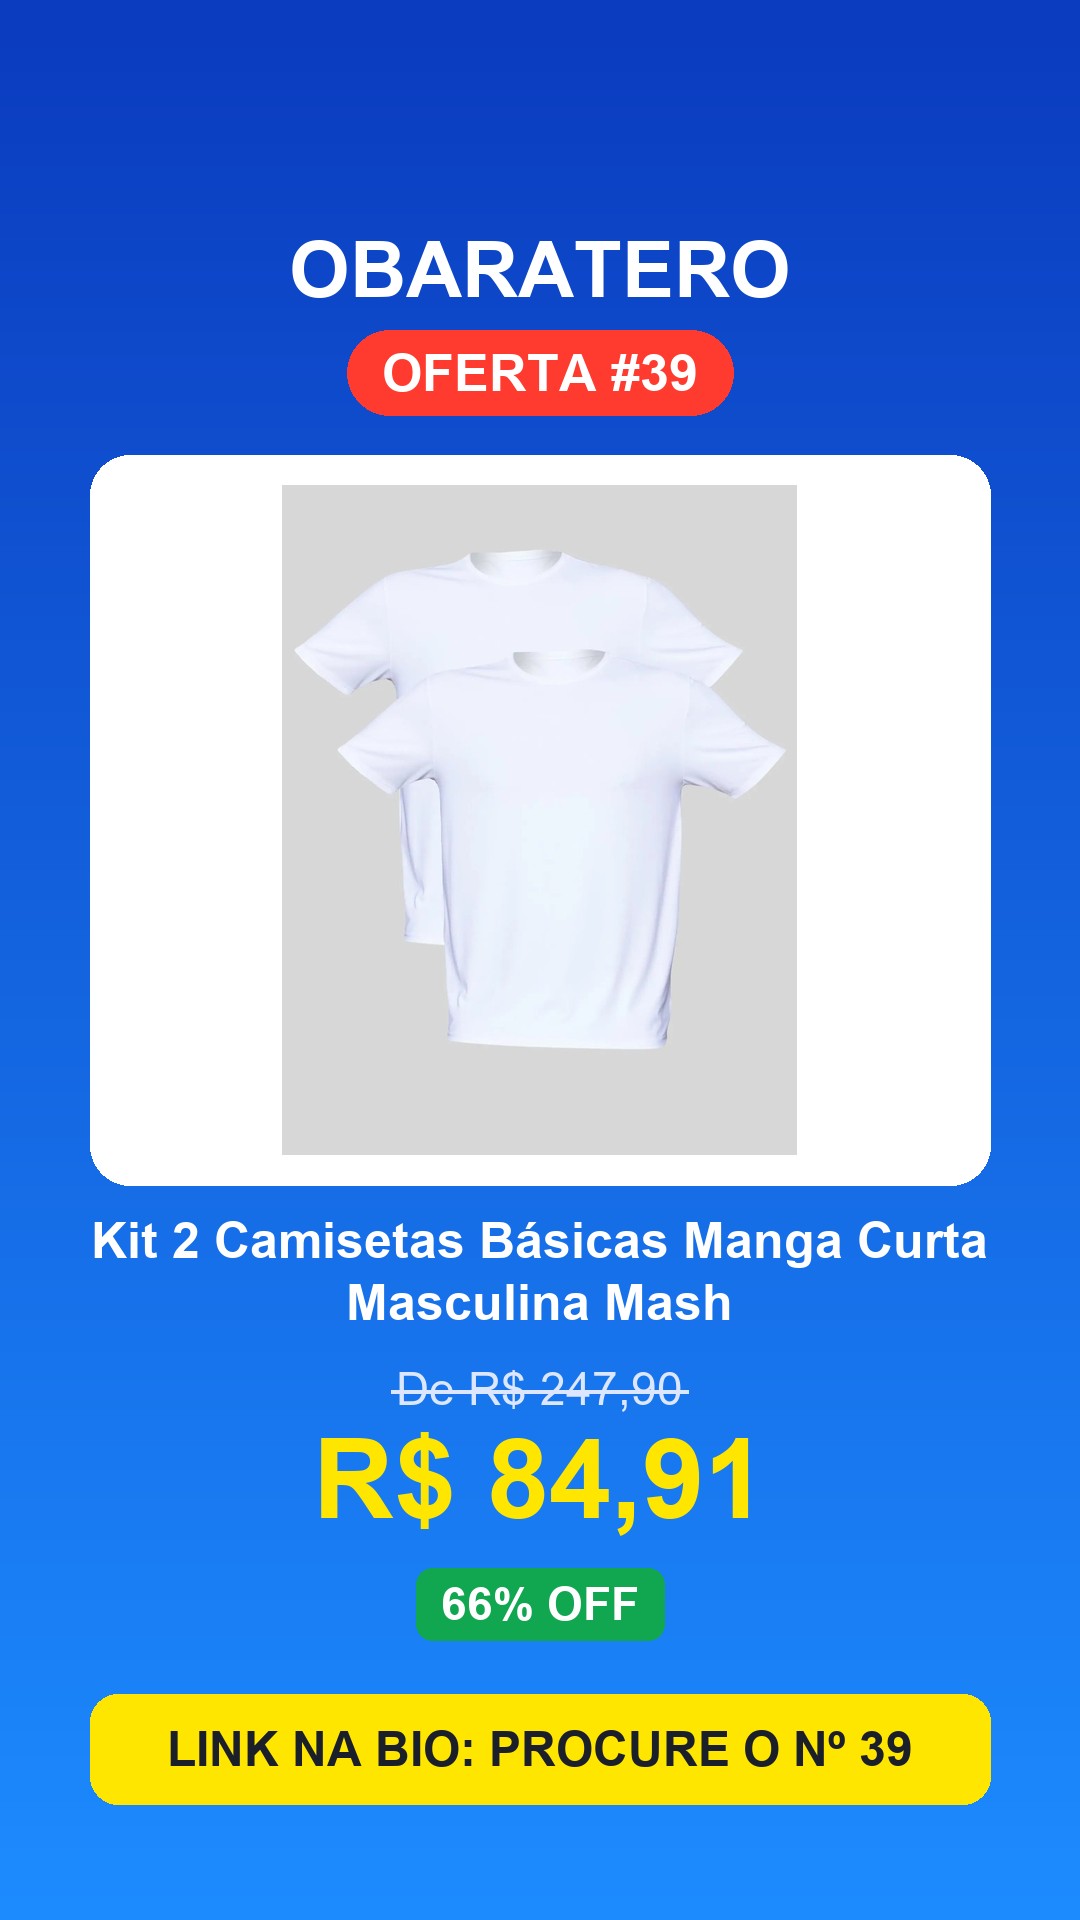 OBARATERO
OFERTA #39
Kit 2 Camisetas Básicas Manga Curta
Masculina Mash
De R$ 247,90
R$ 84,91
66% OFF
LINK NA BIO: PROCURE O Nº 39